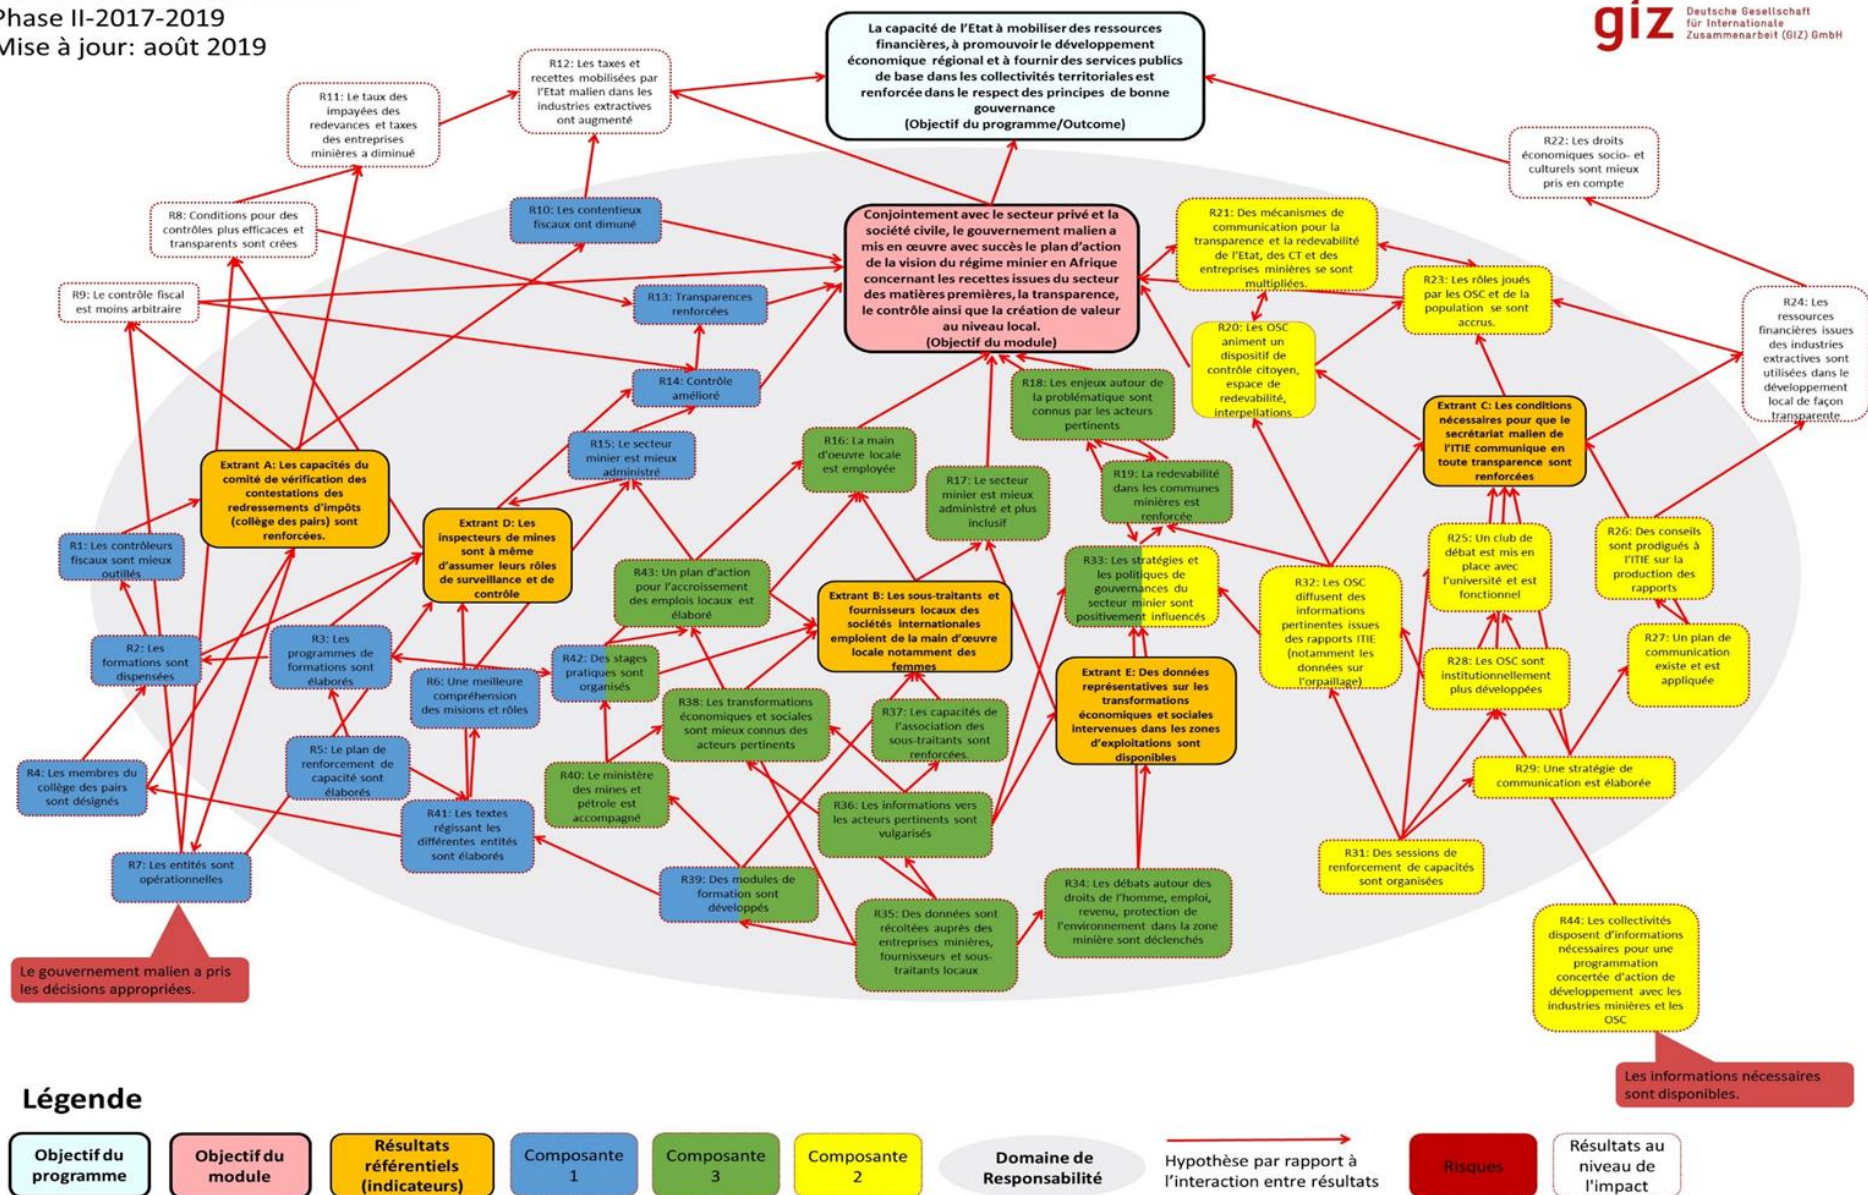 Phase II-2017-2019
Mise à jour: août 2019
giz
Deutsche Gesellschaft
für Internationale
Zusammenarbeit (GIZ) GmbH
La capacité de l'Etat à mobiliser des ressources
financières, à promouvoir le développement
économique régional et à fournir des services publics
de base dans les collectivités territoriales est
renforcée dans le respect des principes de bonne
gouvernance
(Objectif du programme/Outcome)
R12: Les taxes et
recettes mobilisées par
l'Etat malien dans les
industries extractives
ont augmenté
R11: Le taux des
impayées des
redevances et taxes
des entreprises
minières a diminué
R22: Les droits
économiques socio- et
culturels sont mieux
pris en compte
R8: Conditions pour des
contrôles plus efficaces et
transparents sont crées
R10: Les contentieux
fiscaux ont dimuné
Conjointement avec le secteur privé et la
société civile, le gouvernement malien a
mis en œuvre avec succès le plan d'action
de la vision du régime minier en Afrique
concernant les recettes issues du secteur
des matières premières, la transparence,
le contrôle ainsi que la création de valeur
au niveau local.
(Objectif du module)
R21: Des mécanismes de
communication pour la
transparence et la redevabilité
de l'Etat, des CT et des
entreprises minières se sont
multipliées.
R9: Le contrôle fiscal
est moins arbitraire
R13: Transparences
renforcées
R23: Les rôles joués
par les OSC et de la
population se sont
accrus.
R24: Les
ressources
financières issues
des industries
extractives sont
utilisées dans le
développement
local de façon
transparente
R20: Les OSC
animent un
dispositif de
contrôle citoyen,
espace de
redevabilité,
interpellations
R14: Contrôle
amélioré
R18: Les enjeux autour de
la problématique sont
connus par les acteurs
pertinents
Extrant C: Les conditions
nécessaires pour que le
secrétariat malien de
l'ITIE communique en
toute transparence sont
renforcées
R15: Le secteur
minier est mieux
administré
R16: La main
d'oeuvre locale
est employée
Extrant A: Les capacités du
comité de vérification des
contestations des
redressements d'impôts
(collège des pairs) sont
renforcées.
R17: Le secteur
minier est mieux
administré et plus
inclusif
R19: La redevabilité
dans les communes
minières est
renforcée
Extrant D: Les
inspecteurs de mines
sont à même
d'assumer leurs rôles
de surveillance et de
contrôle
R1: Les contrôleurs
fiscaux sont mieux
outillés
R43: Un plan d'action
pour l'accroissement
des emplois locaux est
élaboré
Extrant B: Les sous-traitants et
fournisseurs locaux des
sociétés internationales
emploient de la main d'œuvre
locale notamment des
femmes
R33: Les stratégies et
les politiques de
gouvernances du
secteur minier sont
positivement influencés
R32: Les OSC
diffusent des
informations
pertinentes issues
des rapports ITIE
(notamment les
données sur
l'orpaillage)
R25: Un club de
débat est mis en
place avec
l'université et est
fonctionnel
R26: Des conseils
sont prodigués à
l'ITIE sur la
production des
rapports
R2: Les
formations sont
dispensées
R3: Les
programmes de
formations sont
élaborés
R6: Une meilleure
compréhension
des misions et rôles
R42: Des stages
pratiques sont
organisés
R28: Les OSC sont
institutionnellement
plus développées
R27: Un plan de
communication
existe et est
appliquée
R38: Les transformations
économiques et sociales
sont mieux connus des
acteurs pertinents
R37: Les capacités de
l'association des
sous-traitants sont
renforcées.
Extrant E: Des données
représentatives sur les
transformations
économiques et sociales
intervenues dans les zones
d'exploitations sont
disponibles
R5: Le plan de
renforcement de
capacité sont
élaborés
R4: Les membres du
collège des pairs
sont désignés
R40: Le ministère
des mines et
pétrole est
accompagné
R29: Une stratégie de
communication est élaborée
R41: Les textes
régissant les
différentes entités
sont élaborés
R36: Les informations vers
les acteurs pertinents sont
vulgarisés
R7: Les entités sont
opérationnelles
R31: Des sessions de
renforcement de capacités
sont organisées
R39: Des modules de
formation sont
développés
R35: Des données sont
récoltées auprès des
entreprises minières,
fournisseurs et sous-
traitants locaux
R34: Les débats autour des
droits de l'homme, emploi,
revenu, protection de
l'environnement dans la zone
minière sont déclenchés
R44: Les collectivités
disposent d'informations
nécessaires pour une
programmation
concertée d'action de
développement avec les
industries minières et les
OSC
Le gouvernement malien a pris
les décisions appropriées.
Les informations nécessaires
sont disponibles.
Légende
Objectif du
programme
Objectif du
module
Résultats
référentiels
(indicateurs)
Composante
1
Composante
3
Composante
2
Domaine de
Responsabilité
Hypothèse par rapport à
l'interaction entre résultats
Risques
Résultats au
niveau de
l'impact